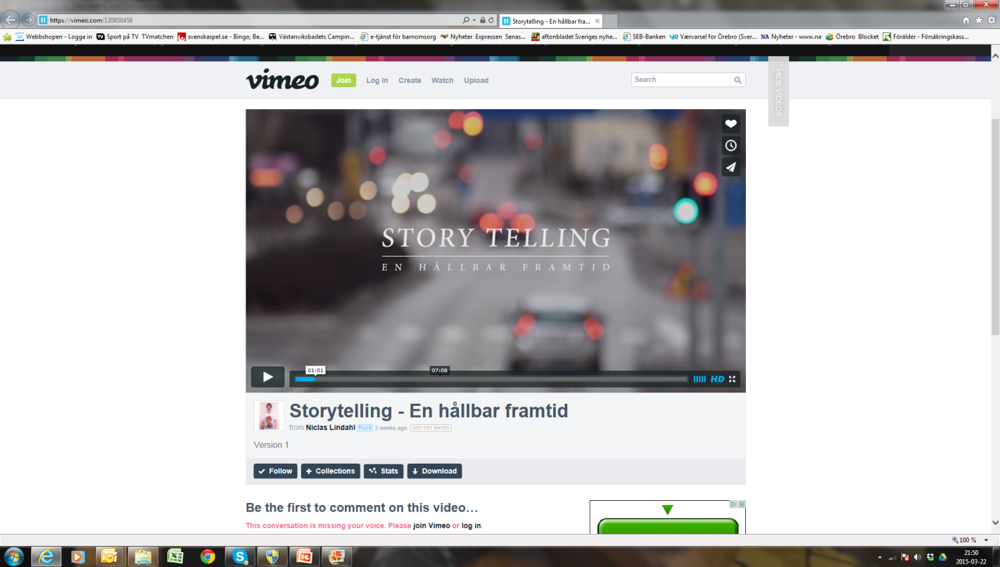 https://vimeo.com/120858456
Storytelling - En hållbar fra...
Webbshopen - Logga in
Sport på TV TVmatchen
svenskaspel.se - Bingo, Be...
Västanviksbadets Campin...
e-tjänst för barnomsorg
Nyheter Expressen Senas...
aftonbladet Sveriges nyhe...
SEB-Banken
YR Værvarsel for Örebro (Sver...
NA Nyheter - www.na
Örebro Blocket
Förälder - Försäkringskass...
vimeo
Join
Log In
Create
Watch
Upload
Search
HIDE VIDEOS
STORY TELLING
EN HÅLLBAR FRAMTID
01:01
07:08
HD
Storytelling - En hållbar framtid
from Niclas Lindahl PLUS 3 weeks ago NOT YET RATED
Version 1
Follow
Collections
Stats
Download
Be the first to comment on this video...
This conversation is missing your voice. Please join Vimeo or log in.
100 %
21:50
2015-03-22